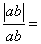 |ab|/ab =